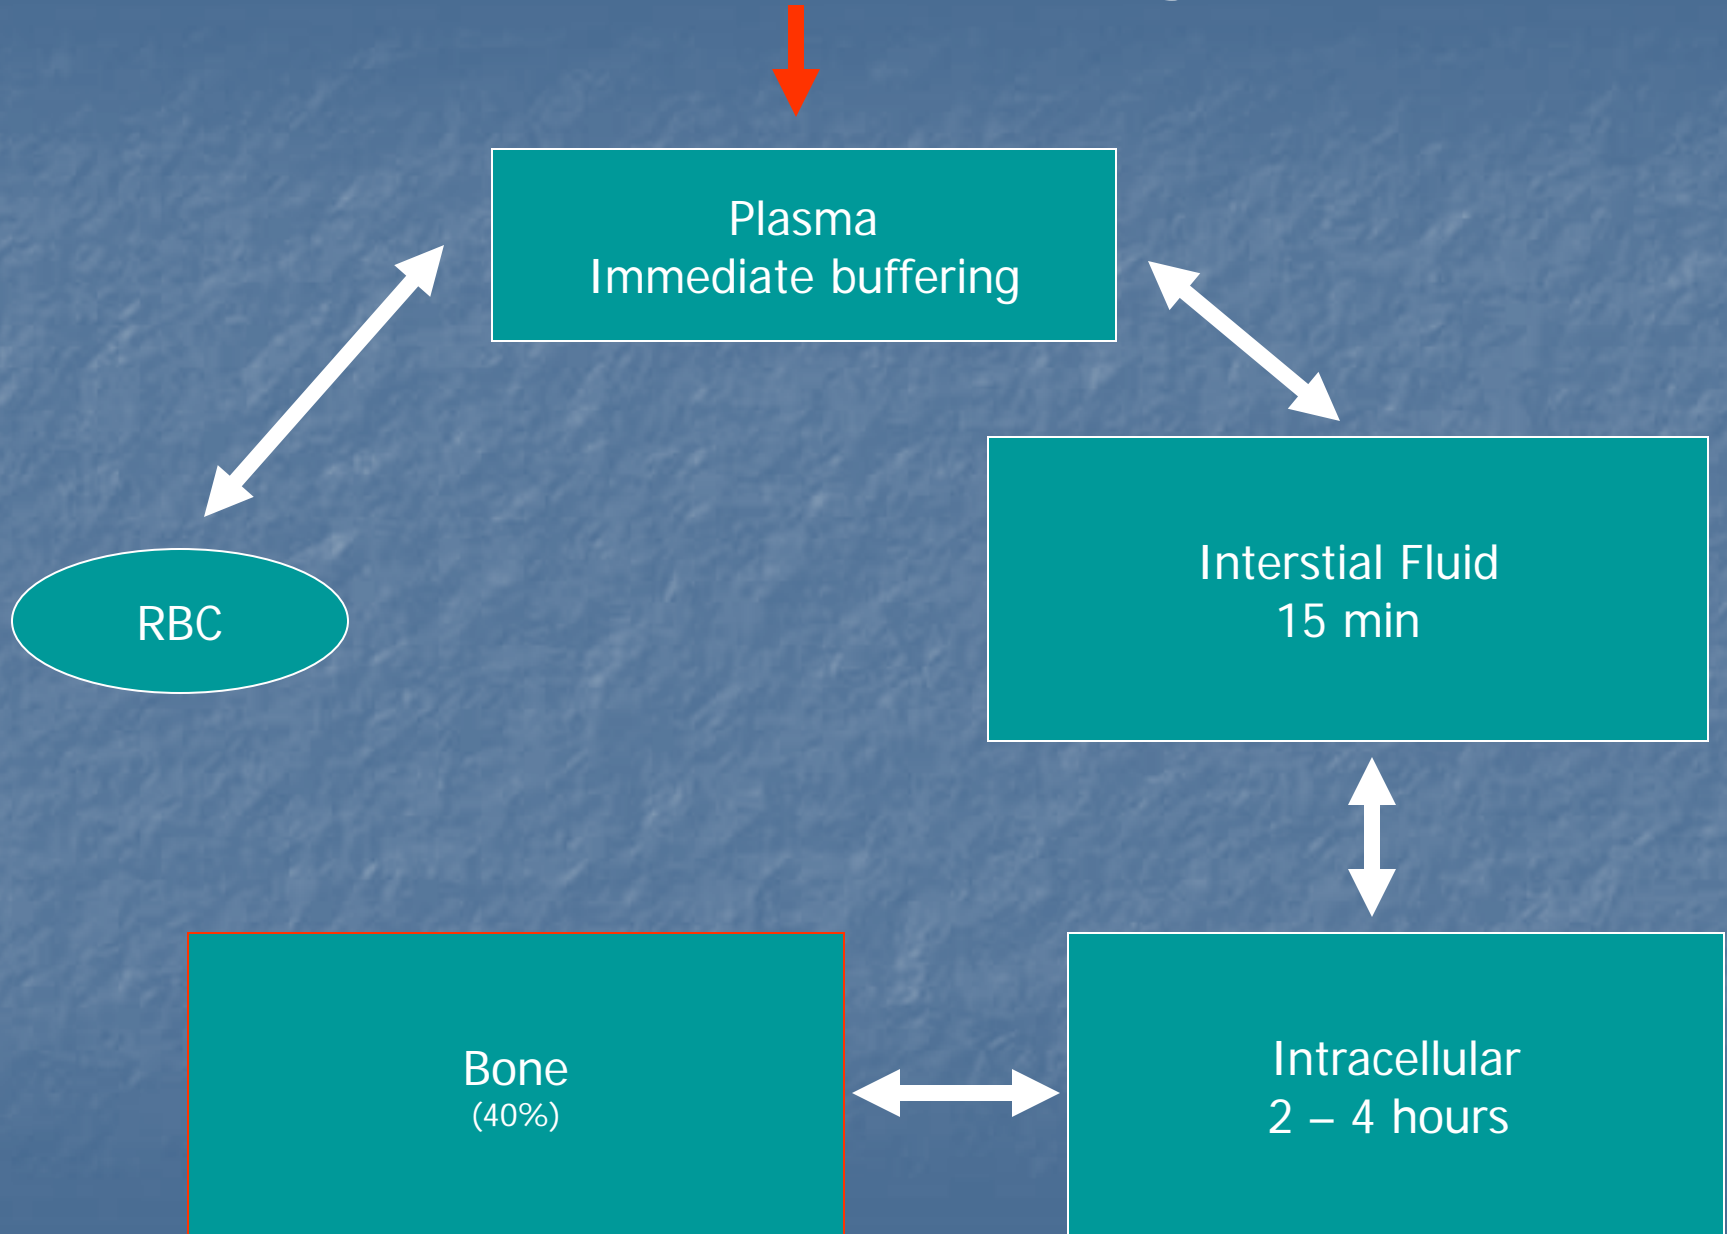 Plasma
Immediate buffering
RBC
Interstial Fluid
15 min
Bone
(40%)
Intracellular
2 – 4 hours